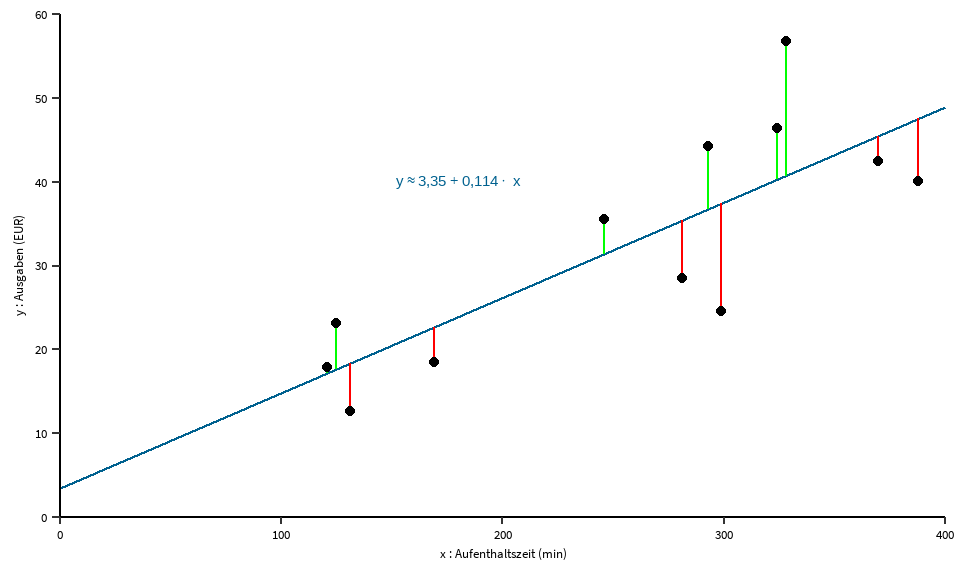 60
50
y ≈ 3,35 + 0,114 · x
40
30
y : Ausgaben (EUR)
20
10
0
0 100 200 300 400
x : Aufenthaltszeit (min)